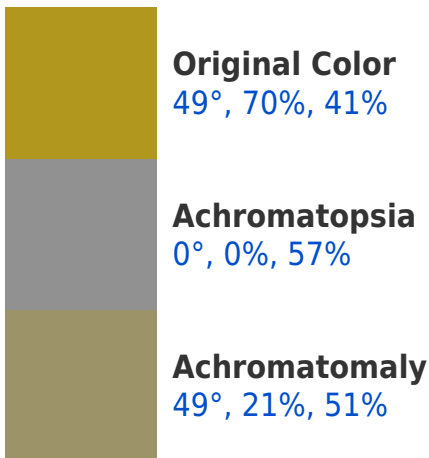 Original Color
49°, 70%, 41%
Achromatopsia
0°, 0%, 57%
Achromatomaly
49°, 21%, 51%